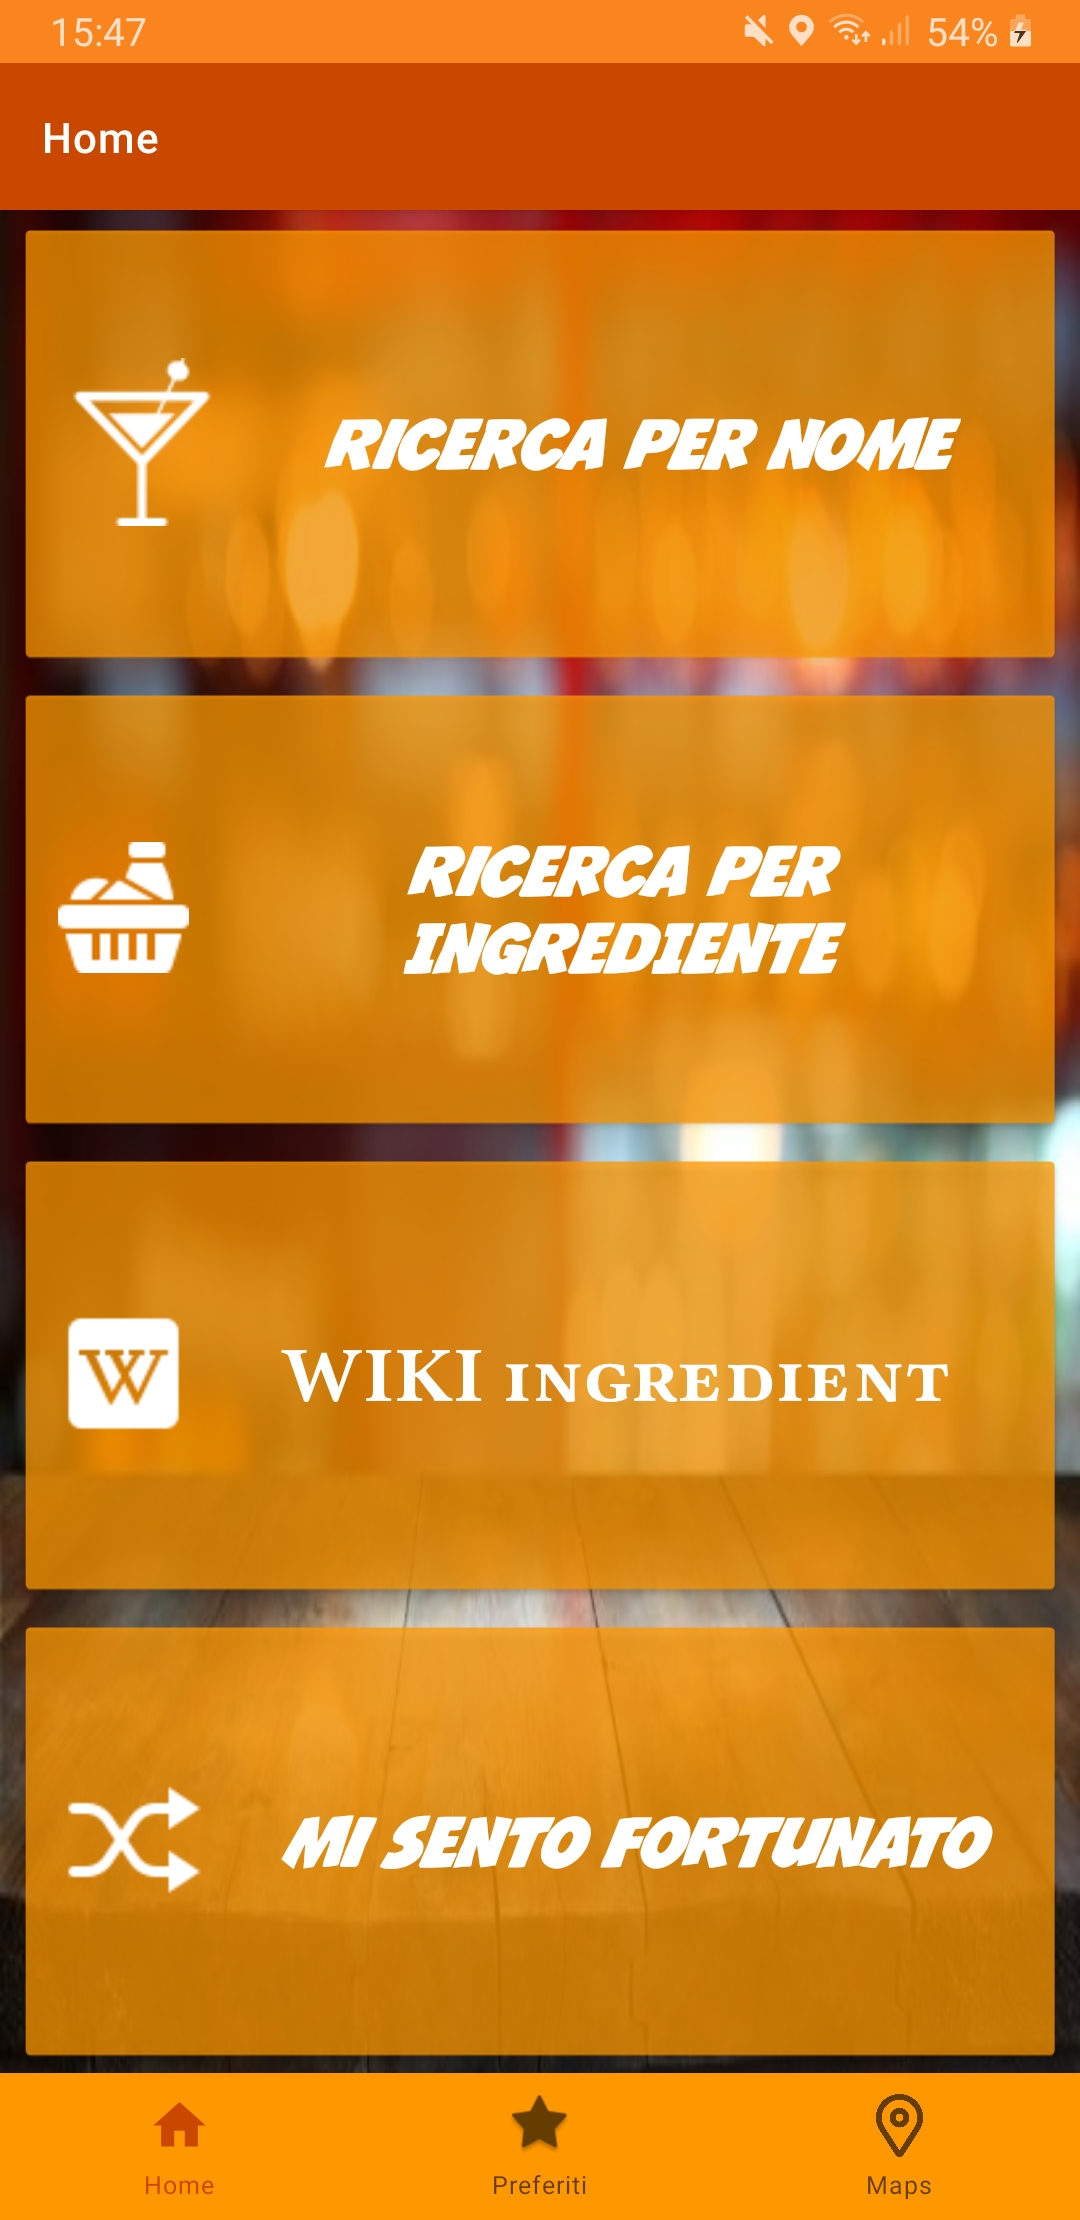 15:47
54%
Home
RICERCA PER NOME
RICERCA PER
INGREDIENTE
W
WIKI INGREDIENT
MI SENTO FORTUNATO
Home
Preferiti
Maps